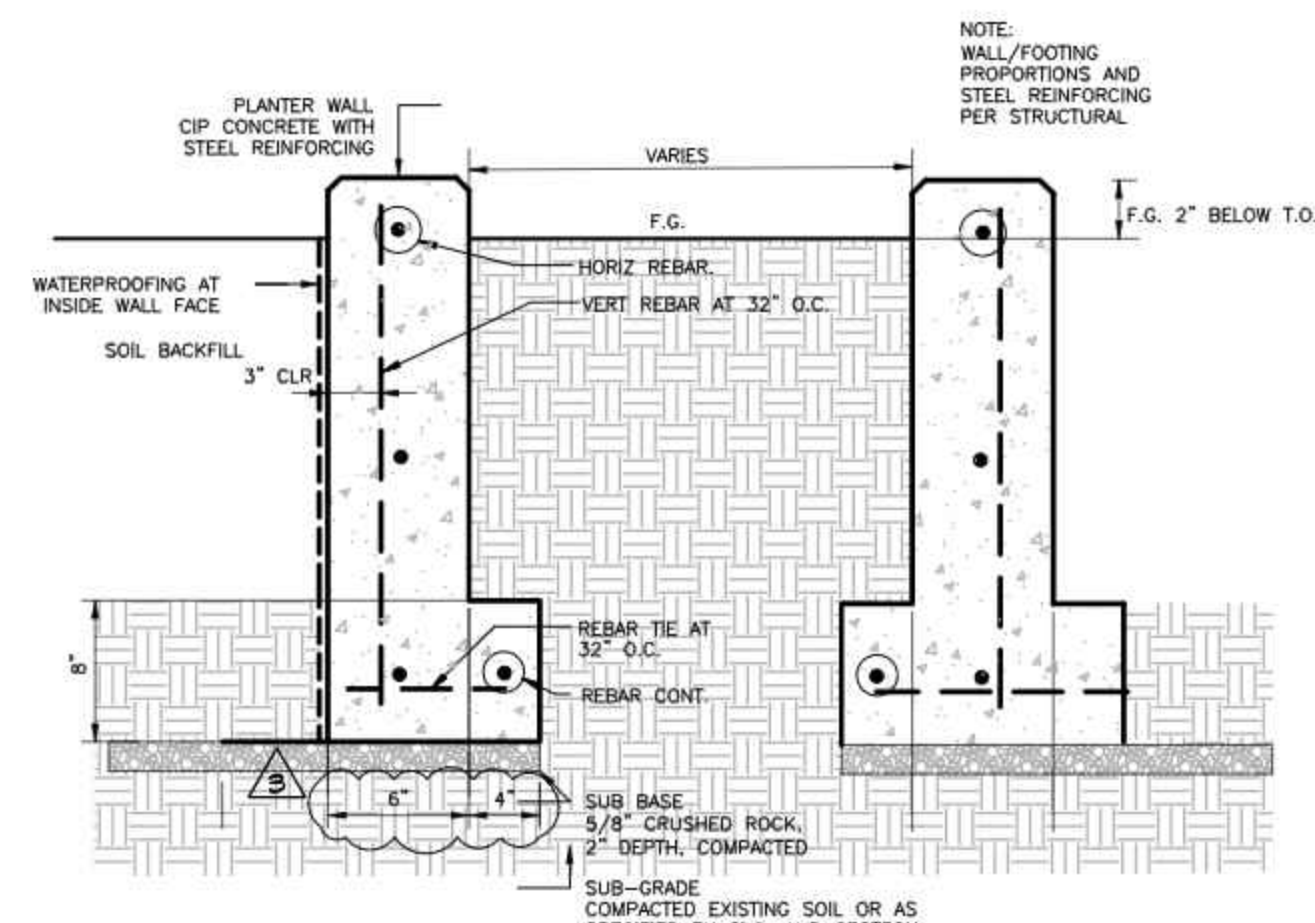 NOTE:
WALL/FOOTING
PROPORTIONS AND
STEEL REINFORCING
PER STRUCTURAL
PLANTER WALL
CIP CONCRETE WITH
STEEL REINFORCING
VARIES
F.G.
F.G. 2" BELOW T.O.
HORIZ REBAR.
WATERPROOFING AT
INSIDE WALL FACE
VERT REBAR AT 32" O.C.
SOIL BACKFILL
3" CLR
8"
REBAR TIE AT
32" O.C.
REBAR CONT.
3
6"
4"
SUB BASE
5/8" CRUSHED ROCK,
2" DEPTH, COMPACTED
SUB-GRADE
COMPACTED EXISTING SOIL OR AS